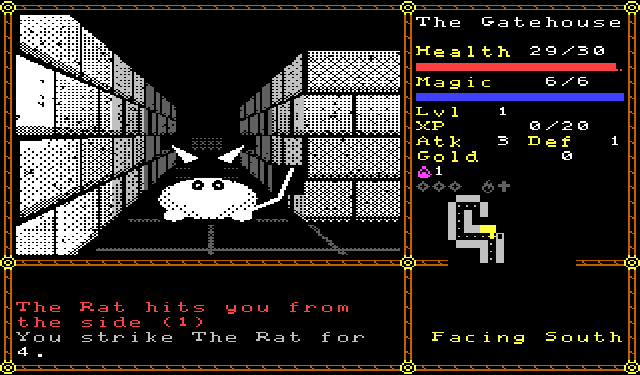 The Gatehouse
Health 29/30
Magic 6/6
Lvl 1
XP 0/20
Atk 3 Def 1
Gold 0
1
The Rat hits you from
the side (1)
You strike The Rat for
4.
Facing South